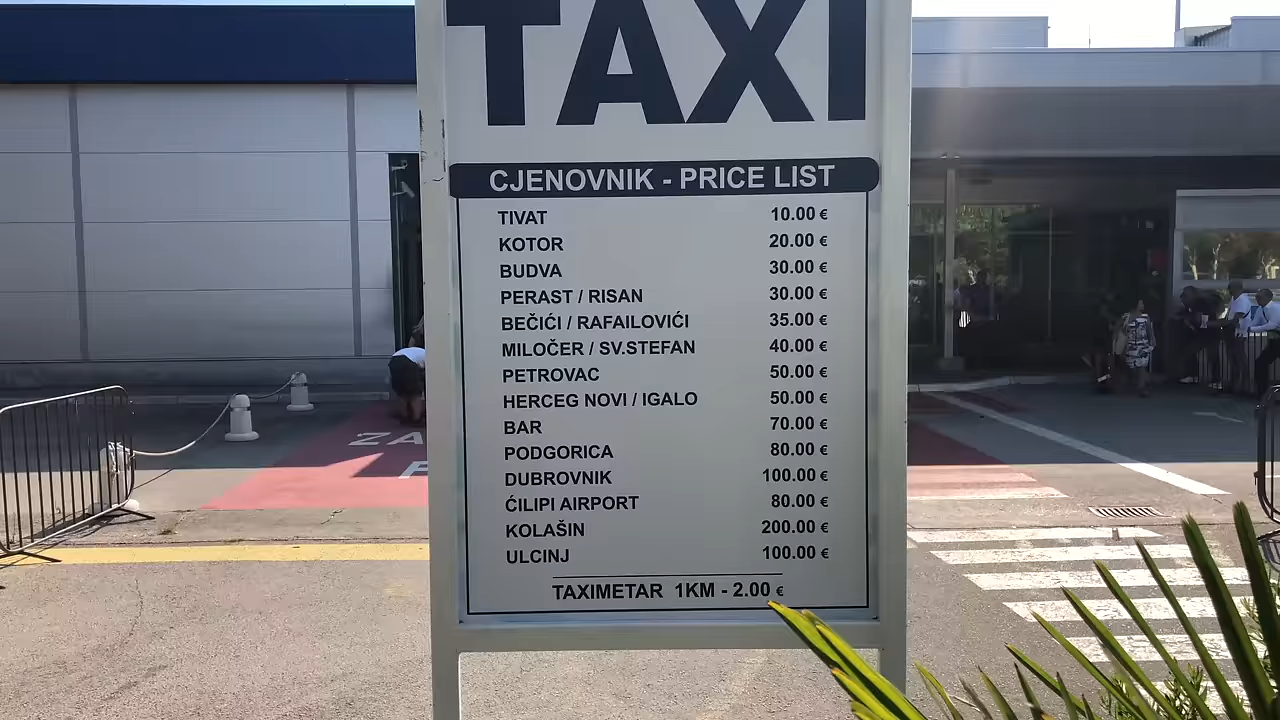 TAXI
CJENOVNIK - PRICE LIST
TIVAT 10.00 €
KOTOR 20.00 €
BUDVA 30.00 €
PERAST / RISAN 30.00 €
BEČIĆI / RAFAILOVIĆI 35.00 €
MILOČER / SV.STEFAN 40.00 €
PETROVAC 50.00 €
HERCEG NOVI / IGALO 50.00 €
BAR 70.00 €
PODGORICA 80.00 €
DUBROVNIK 100.00 €
ĆILIPI AIRPORT 80.00 €
KOLAŠIN 200.00 €
ULCINJ 100.00 €
TAXIMETAR 1KM - 2.00 €
ZA